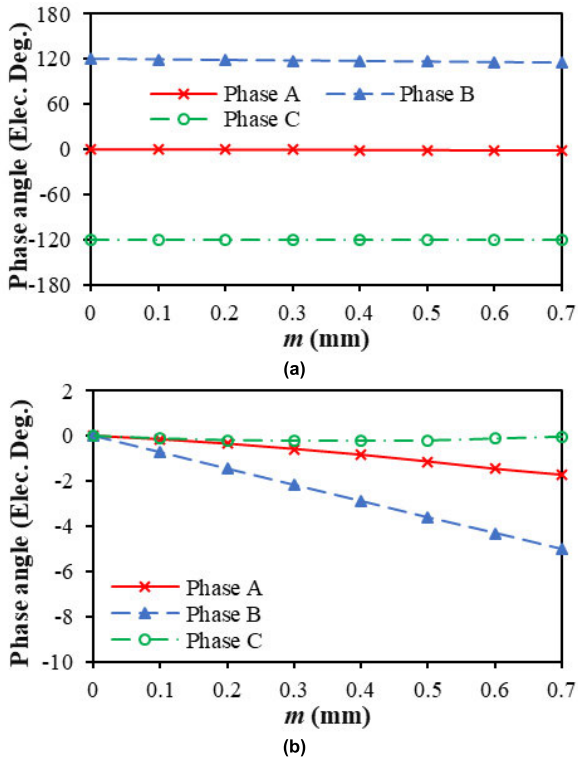 Phase angle (Elec. Deg.)
180
120
60
0
-60
-120
-180
Phase A
Phase B
Phase C
0 0.1 0.2 0.3 0.4 0.5 0.6 0.7
m (mm)
(a)
Phase angle (Elec. Deg.)
2
0
-2
-4
-6
-8
-10
Phase A
Phase B
Phase C
0 0.1 0.2 0.3 0.4 0.5 0.6 0.7
m (mm)
(b)